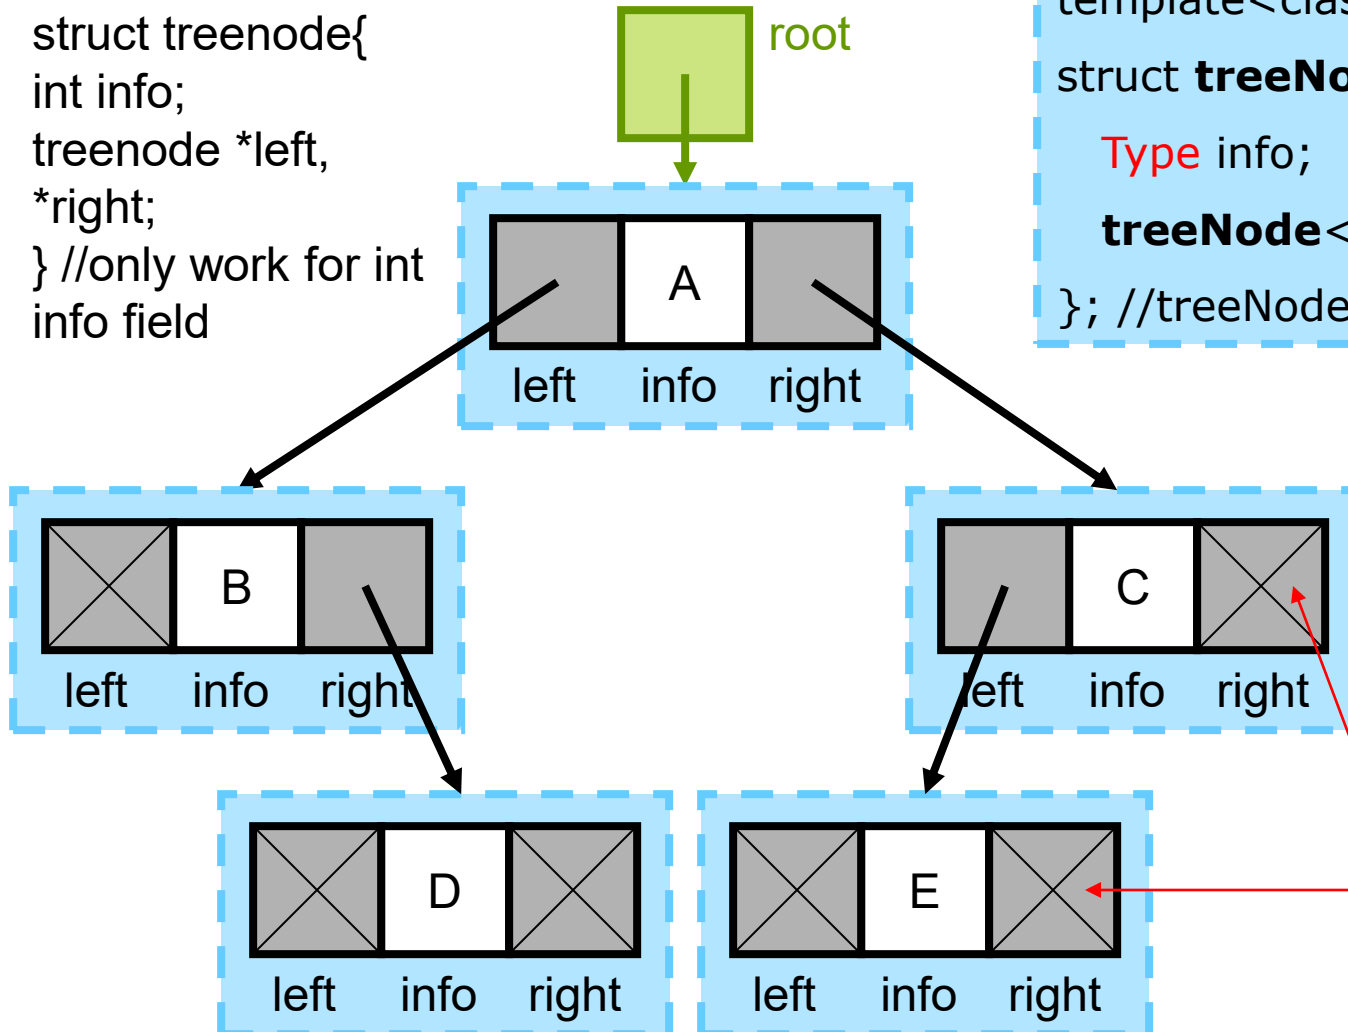 struct treenode{
int info;
treenode *left,
*right;
} //only work for int
info field
root
struct
Type info;
treeNode<
}; //treeNode
A
left info right
B
left info right
C
left info right
D
left info right
E
left info right